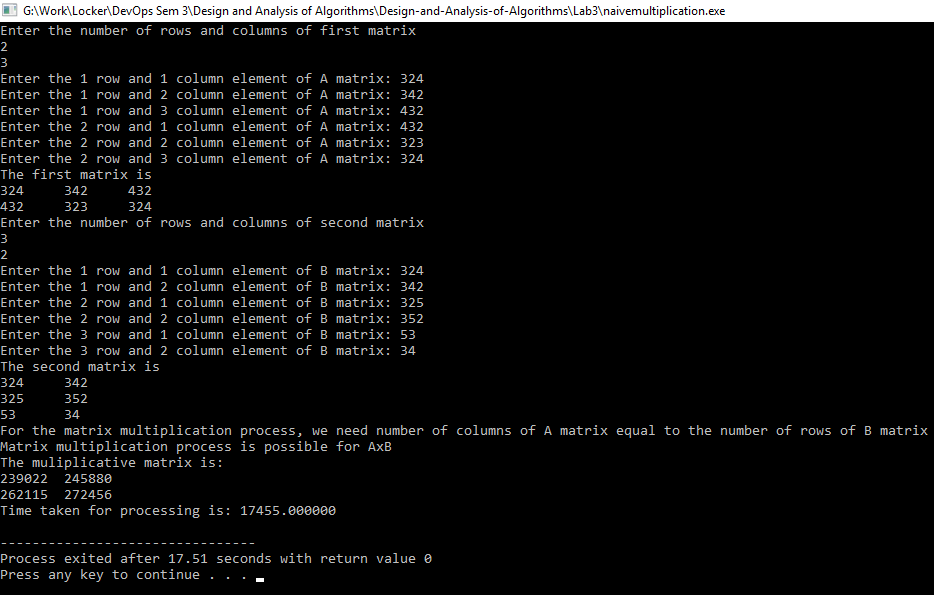 G:\Work\Locker\DevOps Sem 3\Design and Analysis of Algorithms\Design-and-Analysis-of-Algorithms\Lab3\naivemultiplication.exe
Enter the number of rows and columns of first matrix
2
3
Enter the 1 row and 1 column element of A matrix: 324
Enter the 1 row and 2 column element of A matrix: 342
Enter the 1 row and 3 column element of A matrix: 432
Enter the 2 row and 1 column element of A matrix: 432
Enter the 2 row and 2 column element of A matrix: 323
Enter the 2 row and 3 column element of A matrix: 324
The first matrix is
324     342     432
432     323     324
Enter the number of rows and columns of second matrix
3
2
Enter the 1 row and 1 column element of B matrix: 324
Enter the 1 row and 2 column element of B matrix: 342
Enter the 2 row and 1 column element of B matrix: 325
Enter the 2 row and 2 column element of B matrix: 352
Enter the 3 row and 1 column element of B matrix: 53
Enter the 3 row and 2 column element of B matrix: 34
The second matrix is
324     342
325     352
53      34
For the matrix multiplication process, we need number of columns of A matrix equal to the number of rows of B matrix
Matrix multiplication process is possible for AxB
The muliplicative matrix is:
239022  245880
262115  272456
Time taken for processing is: 17455.000000
--------------------------------
Process exited after 17.51 seconds with return value 0
Press any key to continue . . .